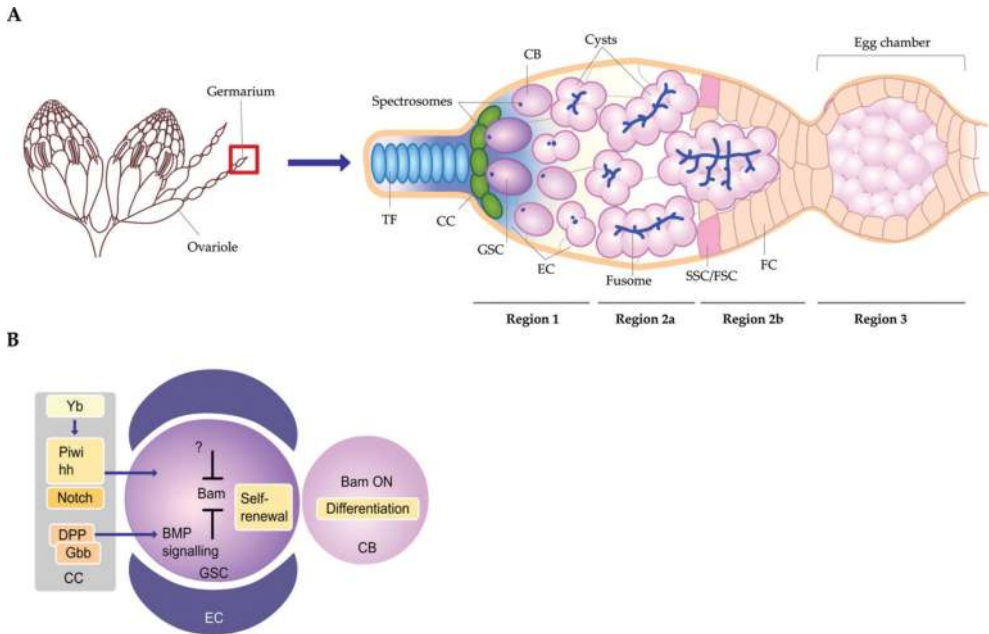 A
Germarium
Ovariole
Cysts
CB
Spectrosomes
Egg chamber
TF
CC
GSC
EC
Fusome
SSC/FSC
FC
Region 1
Region 2a
Region 2b
Region 3
B
Yb
Piwi
hh
Notch
DPP
Gbb
CC
?
Bam
Self-
renewal
BMP
signalling
GSC
EC
Bam ON
Differentiation
CB